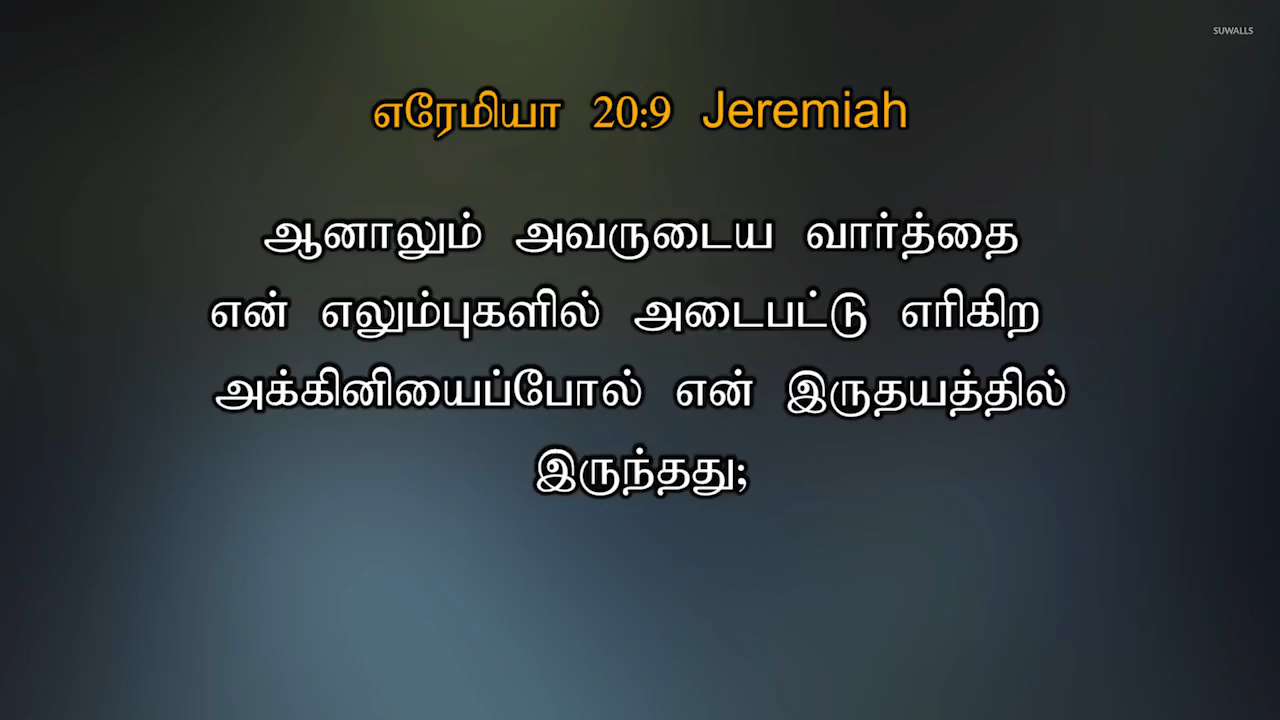 SUWALLS
எரேமியா 20:9 Jeremiah
ஆனாலும் அவருடைய வார்த்தை
என் எலும்புகளில் அடைபட்டு எரிகிற
அக்கினியைப்போல் என் இருதயத்தில்
இருந்தது;